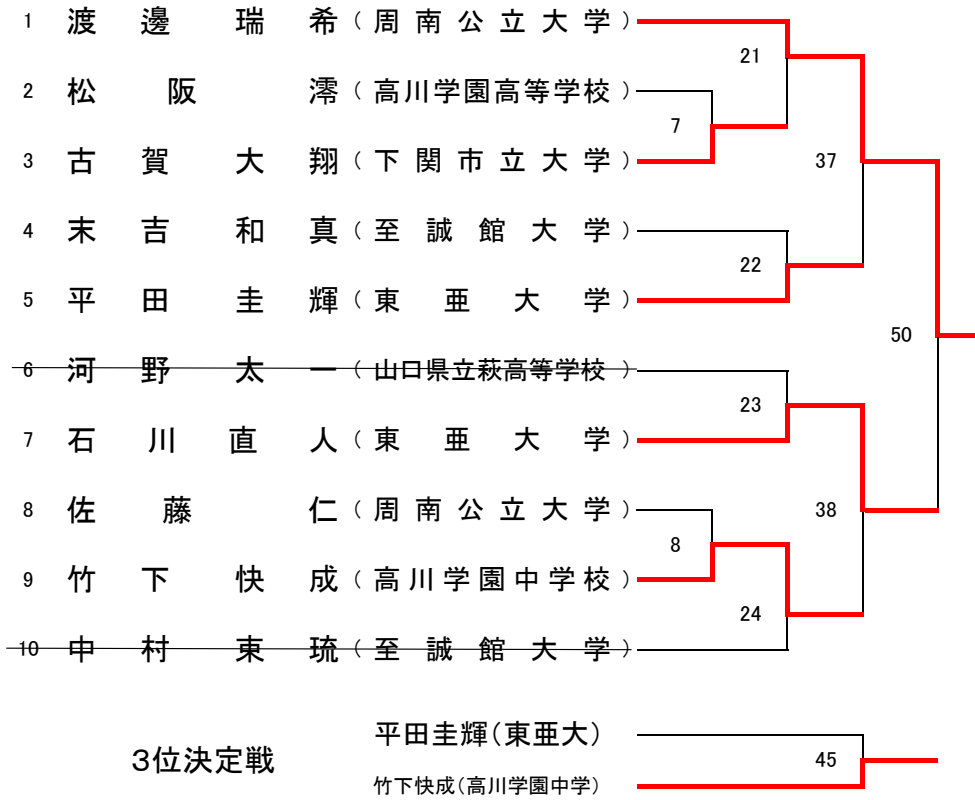 1 渡邊瑞希（周南公立大学）
21
2 松阪澪（高川学園高等学校）
7
3 古賀大翔（下関市立大学）
37
4 末吉和真（至誠館大学）
22
5 平田圭輝（東亜大学）
50
6 河野太一（山口県立萩高等学校）
23
7 石川直人（東亜大学）
8 佐藤仁（周南公立大学）
38
8
9 竹下快成（高川学園中学校）
24
10 中村東琉（至誠館大学）
平田圭輝（東亜大）
3位決定戦
45
竹下快成（高川学園中学）